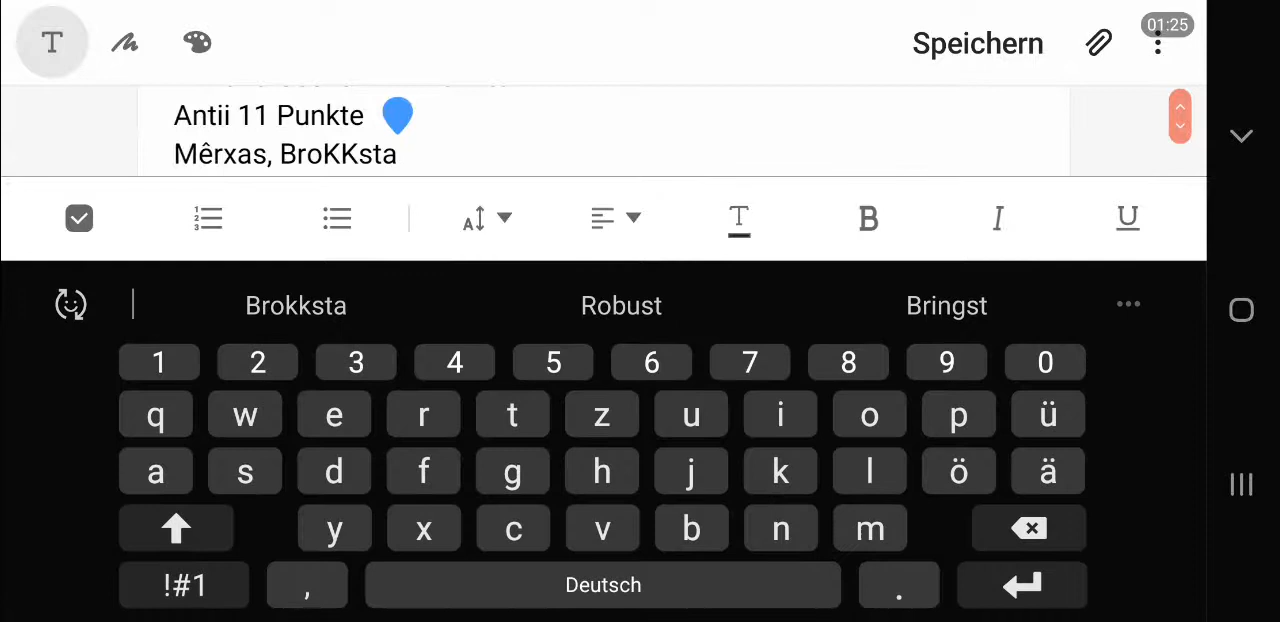 T
Speichern
01:25
Antii 11 Punkte
Mêrxas, BroKKsta
A T B I U
Brokksta Robust Bringst
1 2 3 4 5 6 7 8 9 0
q w e r t z u i o p ü
a s d f g h j k l ö ä
y x c v b n m
!#1 , Deutsch .